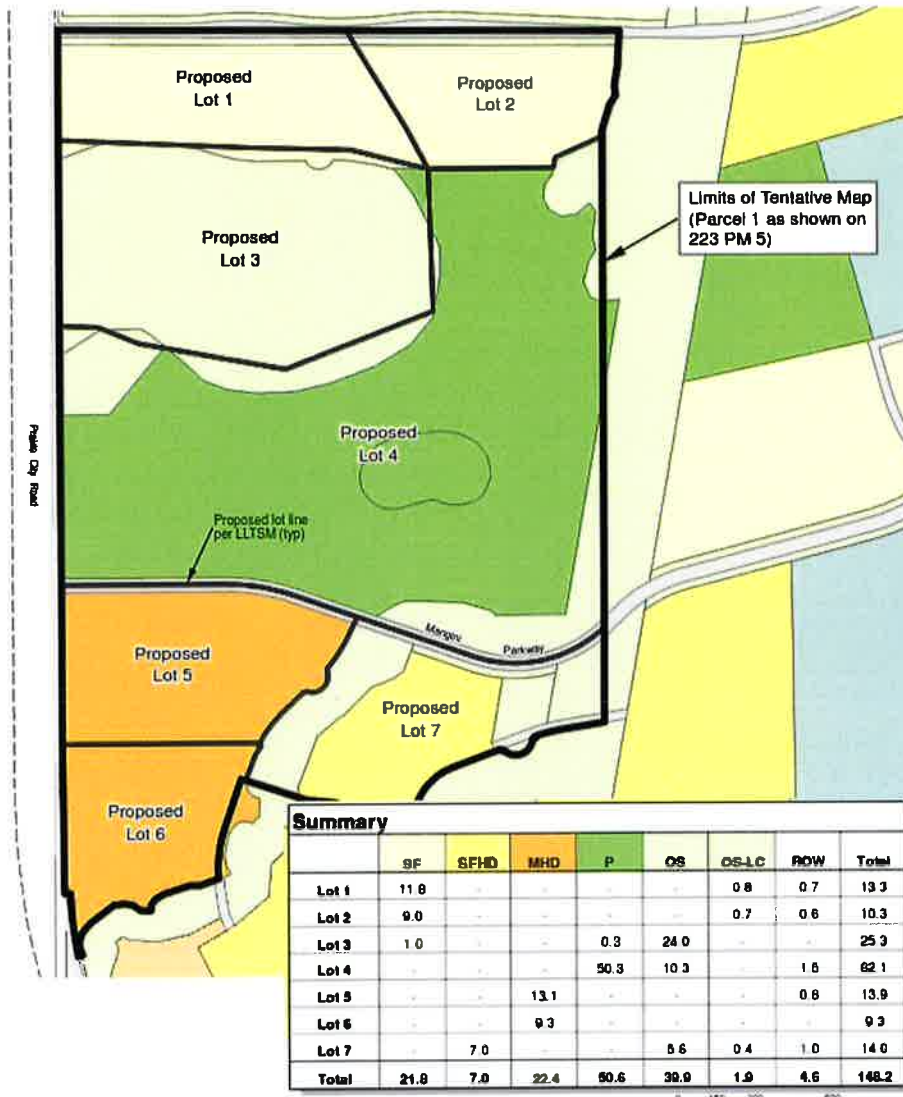 Proposed
Lot 1
Proposed
Lot 2
Limits of Tentative Map
(Parcel 1 as shown on
223 PM 5)
Proposed
Lot 3
Proposed
Lot 4
Prairie City Road
Proposed lot line
per LLTSM (typ)
Mangini Parkway
Proposed
Lot 5
Proposed
Lot 7
Proposed
Lot 6
Summary
SF SFHD MHD P OS OS-LC ROW Total
Lot 1 11.8 - - - - 0.8 0.7 13.3
Lot 2 9.0 - - - - 0.7 0.6 10.3
Lot 3 1.0 - - 0.3 24.0 - - 25.3
Lot 4 - - - 50.3 10.3 - 1.5 62.1
Lot 5 - - 13.1 - - - 0.8 13.9
Lot 6 - - 9.3 - - - - 9.3
Lot 7 - 7.0 - - 5.6 0.4 1.0 14.0
Total 21.8 7.0 22.4 50.6 39.9 1.9 4.6 148.2